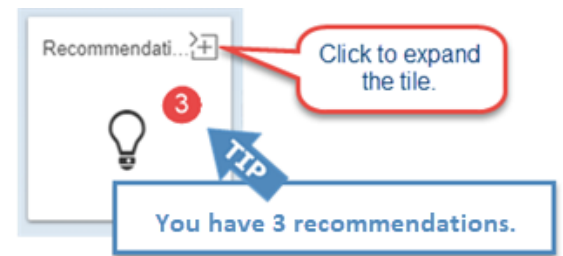 Recommendati...
Click to expand
the tile.
3
TIP
You have 3 recommendations.